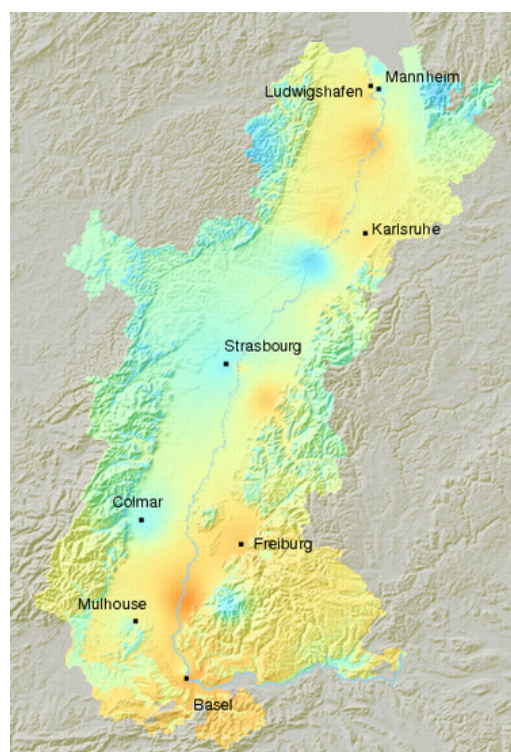 Mannheim
Ludwigshafen
Karlsruhe
Strasbourg
Colmar
Freiburg
Mulhouse
Basel